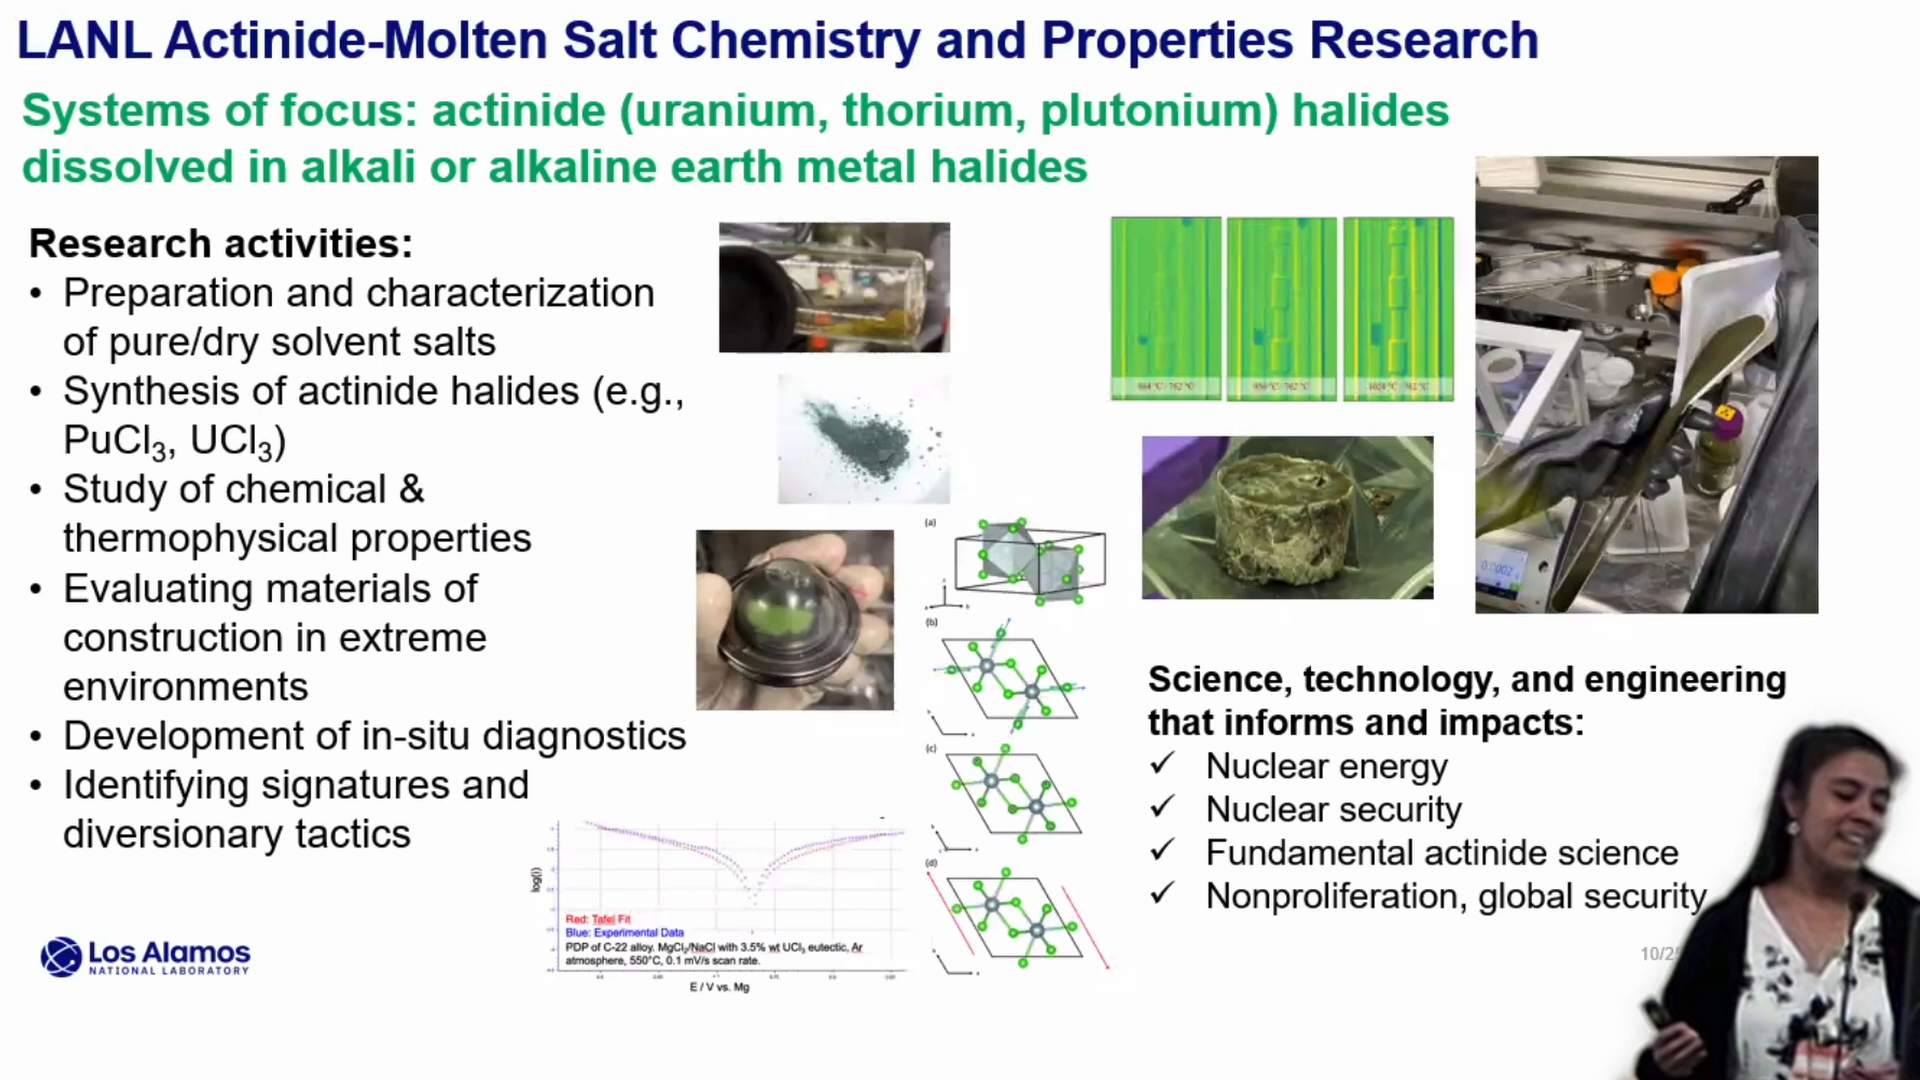 LANL Actinide-Molten Salt Chemistry and Properties Research
Systems of focus: actinide (uranium, thorium, plutonium) halides
dissolved in alkali or alkaline earth metal halides
Research activities:
• Preparation and characterization
of pure/dry solvent salts
• Synthesis of actinide halides (e.g.,
PuCl₃, UCl₃)
• Study of chemical &
thermophysical properties
• Evaluating materials of
construction in extreme
environments
• Development of in-situ diagnostics
• Identifying signatures and
diversionary tactics
(a)
(b)
(c)
(d)
log(i)
Red: Tafel Fit
Blue: Experimental Data
PDP of C-22 alloy. MgCl₂/NaCl with 3.5% wt UCl₃ eutectic, Ar
atmosphere, 550°C, 0.1 mV/s scan rate.
E / V vs. Mg
Science, technology, and engineering
that informs and impacts:
✓ Nuclear energy
✓ Nuclear security
✓ Fundamental actinide science
✓ Nonproliferation, global security
Los Alamos
NATIONAL LABORATORY